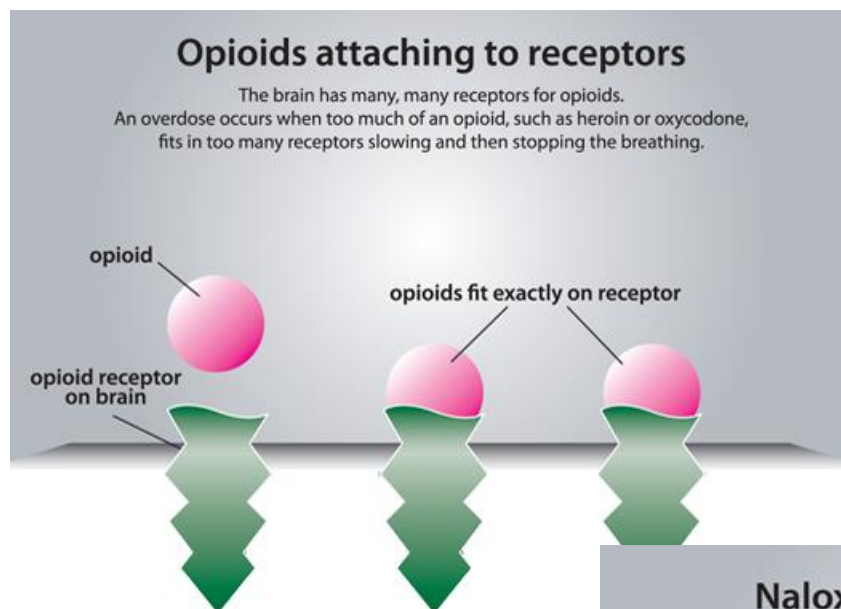 Opioids attaching to receptors
The brain has many, many receptors for opioids.
An overdose occurs when too much of an opioid, such as heroin or oxycodone,
fits in too many receptors slowing and then stopping the breathing.
opioid
opioids fit exactly on receptor
opioid receptor
on brain